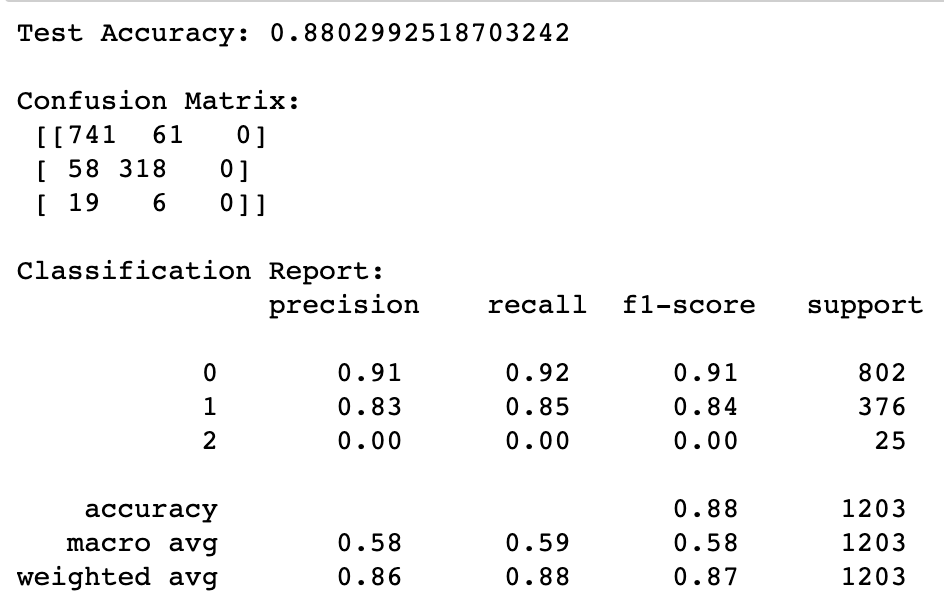 Test Accuracy: 0.8802992518703242
Confusion Matrix:
[[741 61 0]
[ 58 318 0]
[ 19 6 0]]
Classification Report:
precision recall f1-score support
0 0.91 0.92 0.91 802
1 0.83 0.85 0.84 376
2 0.00 0.00 0.00 25
accuracy 0.88 1203
macro avg 0.58 0.59 0.58 1203
weighted avg 0.86 0.88 0.87 1203